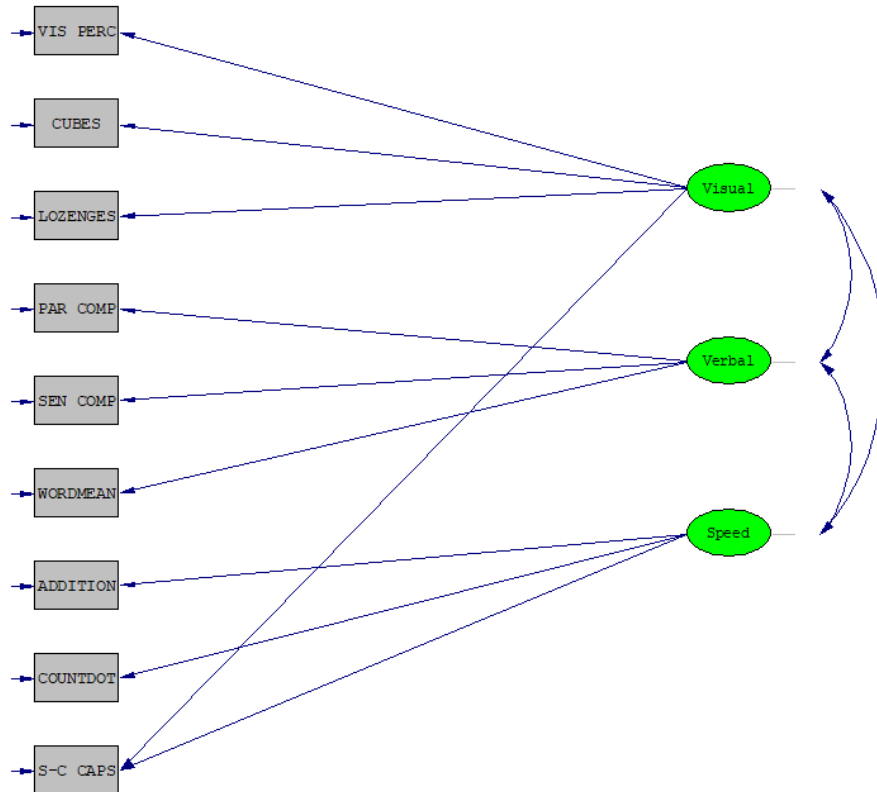 VIS PERC
CUBES
LOZENGES
PAR COMP
SEN COMP
WORDMEAN
ADDITION
COUNTDOT
S-C CAPS
Visual
Verbal
Speed